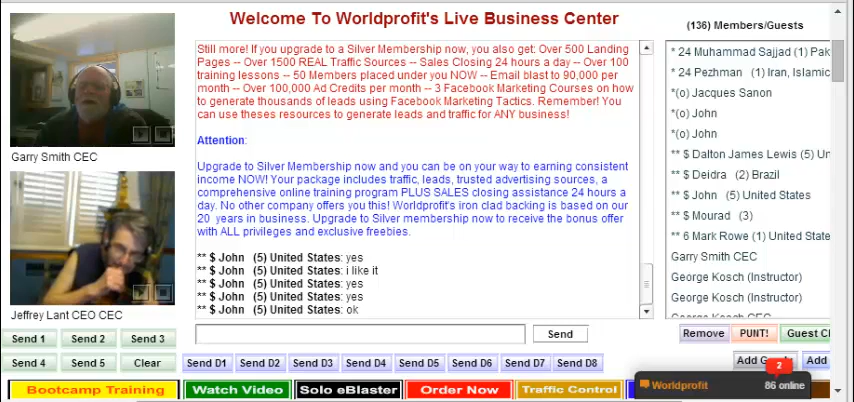 Welcome To Worldprofit's Live Business Center
Garry Smith CEC
Jeffrey Lant CEO CEC
Send 1 Send 2 Send 3
Send 4 Send 5 Clear
Still more! If you upgrade to a Silver Membership now, you also get: Over 500 Landing
Pages -- Over 1500 REAL Traffic Sources -- Sales Closing 24 hours a day -- Over 100
training lessons -- 50 Members placed under you NOW -- Email blast to 90,000 per
month -- Over 100,000 Ad Credits per month -- 3 Facebook Marketing Courses on how
to generate thousands of leads using Facebook Marketing Tactics. Remember! You
can use theses resources to generate leads and traffic for ANY business!
Attention:
Upgrade to Silver Membership now and you can be on your way to earning consistent
income NOW! Your package includes traffic, leads, trusted advertising sources, a
comprehensive online training program PLUS SALES closing assistance 24 hours a
day. No other company offers you this! Worldprofit's iron clad backing is based on our
20 years in business. Upgrade to Silver membership now to receive the bonus offer
with ALL privileges and exclusive freebies.
** $ John (5) United States: yes
** $ John (5) United States: i like it
** $ John (5) United States: yes
** $ John (5) United States: yes
** $ John (5) United States: ok
Send
Send D1 Send D2 Send D3 Send D4 Send D5 Send D6 Send D7 Send D8
(136) Members/Guests
* 24 Muhammad Sajjad (1) Pak
* 24 Pezhman (1) Iran, Islamic
*(o) Jacques Sanon
*(o) John
*(o) John
** $ Dalton James Lewis (5) Un
** $ Deidra (2) Brazil
** $ John (5) United States
** $ Mourad (3)
** 6 Mark Rowe (1) United State
Garry Smith CEC
George Kosch (Instructor)
George Kosch (Instructor)
Garry Smith CEC
Remove PUNT! Guest
Add Add
Bootcamp Training Watch Video Solo eBlaster Order Now Traffic Control
2
Worldprofit 86 online